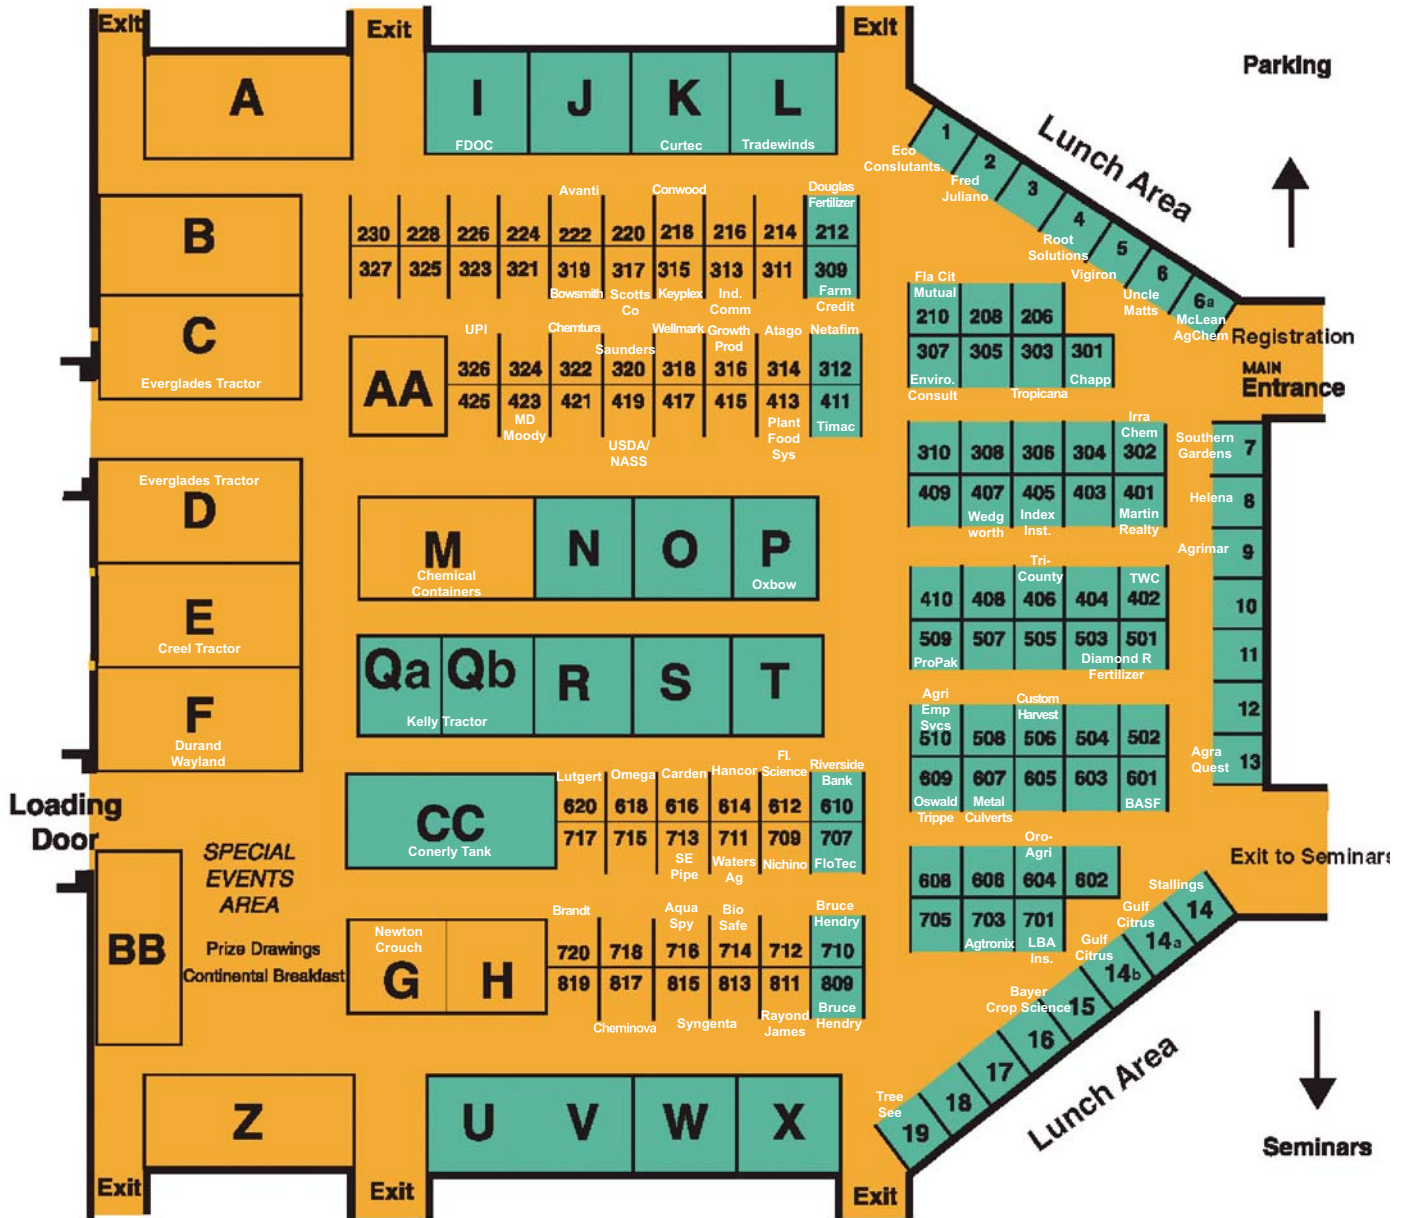 Exit
Exit
Exit
Parking
A
I
J
K
L
FDOC
Curtec
Tradewinds
Lunch Area
1
2
3
4
5
6
6a
Eco
Conslutants.
Fred
Juliano
Root
Solutions
Vigiron
Uncle
Matts
McLean
AgChem
B
C
Everglades Tractor
Avanti
Conwood
Douglas
Fertilizer
230 228 226 224 222 220 218 216 214 212
327 325 323 321 319 317 315 313 311 309
Bowsmith
Scotts
Co
Keyplex
Ind.
Comm
Farm
Credit
Fla Cit
Mutual
210 208 206
307 305 303 301
Enviro.
Consult
Tropicana
Chapp
Registration
MAIN
Entrance
AA
UPI
Chemtura
Saunders
Wellmark
Growth
Prod
Atago
Netafim
326 324 322 320 318 316 314 312
425 423 421 419 417 415 413 411
MD
Moody
USDA/
NASS
Plant
Food
Sys
Timac
Irra
Chem
310 308 306 304 302
409 407 405 403 401
Wedg
worth
Index
Inst.
Martin
Realty
Southern
Gardens
7
Helena
8
Agrimar
9
10
11
12
Agra
Quest
13
Everglades Tractor
D
E
Creel Tractor
F
Durand
Wayland
M
Chemical
Containers
N
O
P
Oxbow
Tri-
County
TWC
410 408 406 404 402
509 507 505 503 501
ProPak
Diamond R
Fertilizer
Qa
Qb
Kelly Tractor
R
S
T
Agri
Emp
Svcs
Custom
Harvest
510 508 506 504 502
609 607 605 603 601
Oswald
Trippe
Metal
Culverts
BASF
Loading
Door
CC
Conerly Tank
Lutgert
Omega
Carden
Hancor
Fl.
Science
Riverside
Bank
620 618 616 614 612 610
717 715 713 711 709 707
SE
Pipe
Waters
Ag
Nichino
FloTec
Oro-
Agri
608 606 604 602
705 703 701
Agtronix
LBA
Ins.
Exit to Seminars
SPECIAL
EVENTS
AREA
Prize Drawings
Continental Breakfast
BB
Newton
Crouch
G
H
Brandt
Aqua
Spy
Bio
Safe
Bruce
Hendry
720 718 716 714 712 710
819 817 815 813 811 809
Cheminova
Syngenta
Rayond
James
Bruce
Hendry
Stallings
14
Gulf
Citrus
14a
Gulf
Citrus
14b
Bayer
Crop Science
15
16
17
18
Tree
See
19
Lunch Area
Z
U
V
W
X
Seminars
Exit
Exit
Exit